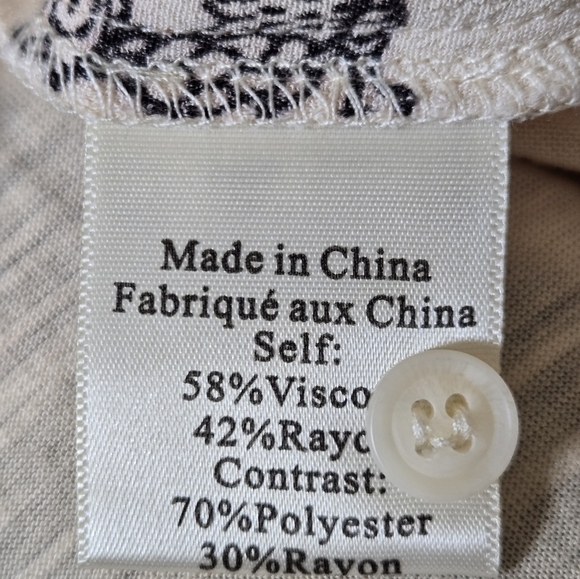 Made in China
Fabriqué aux China
Self:
58%Visco
42%Rayo
Contrast:
70%Polyester
30%Rayon